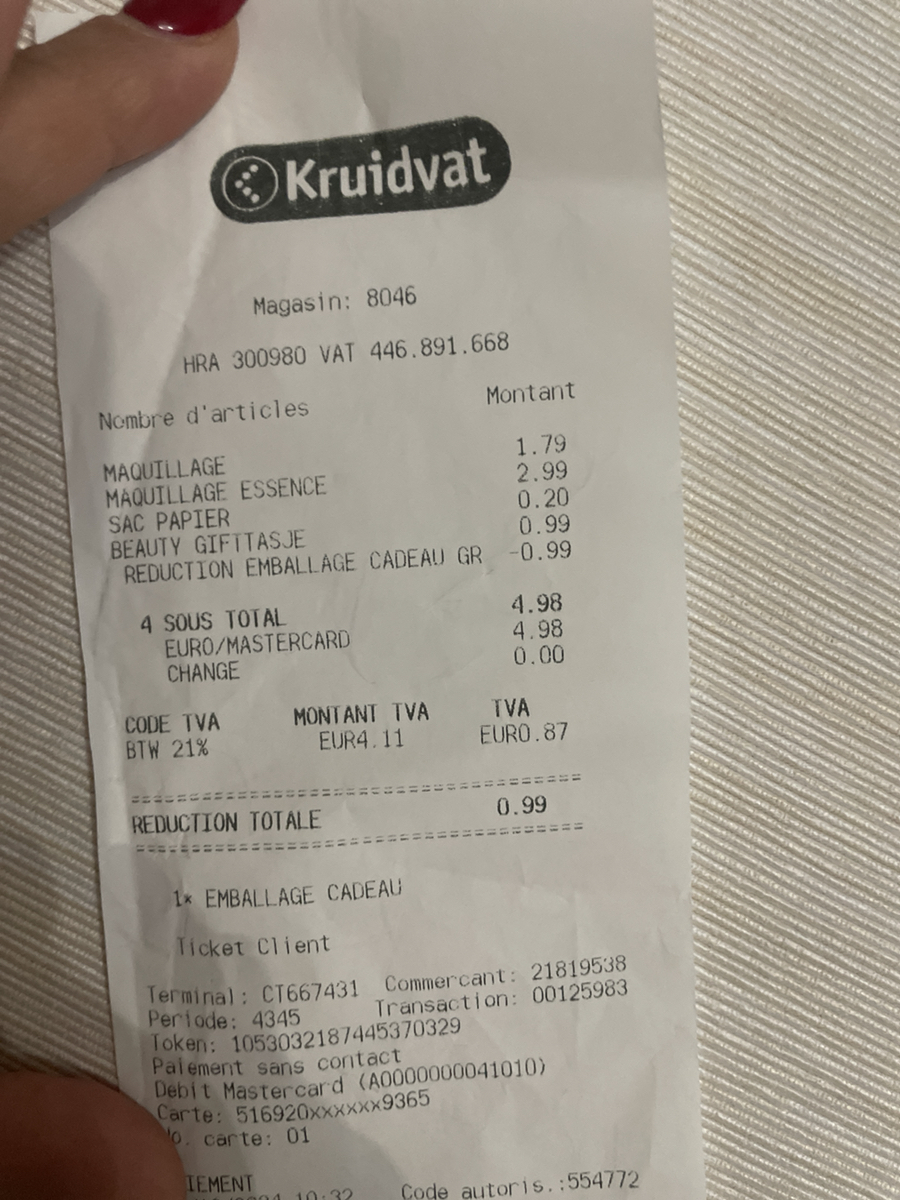 Kruidvat
Magasin: 8046
HRA 300980 VAT 446.891.668
Nombre d'articles Montant
MAQUILLAGE 1.79
MAQUILLAGE ESSENCE 2.99
SAC PAPIER 0.20
BEAUTY GIFTTASJE 0.99
REDUCTION EMBALLAGE CADEAU GR -0.99
4 SOUS TOTAL 4.98
EURO/MASTERCARD 4.98
CHANGE 0.00
CODE TVA MONTANT TVA TVA
BTW 21% EUR4.11 EUR0.87
================================
REDUCTION TOTALE 0.99
================================
1* EMBALLAGE CADEAU
Ticket Client
Terminal: CT667431 Commercant: 21819538
Periode: 4345 Transaction: 00125983
Token: 1053032187445370329
Paiement sans contact
Debit Mastercard (A0000000041010)
Carte: 516920xxxxxx9365
carte: 01
10:32 Code autoris.:554772